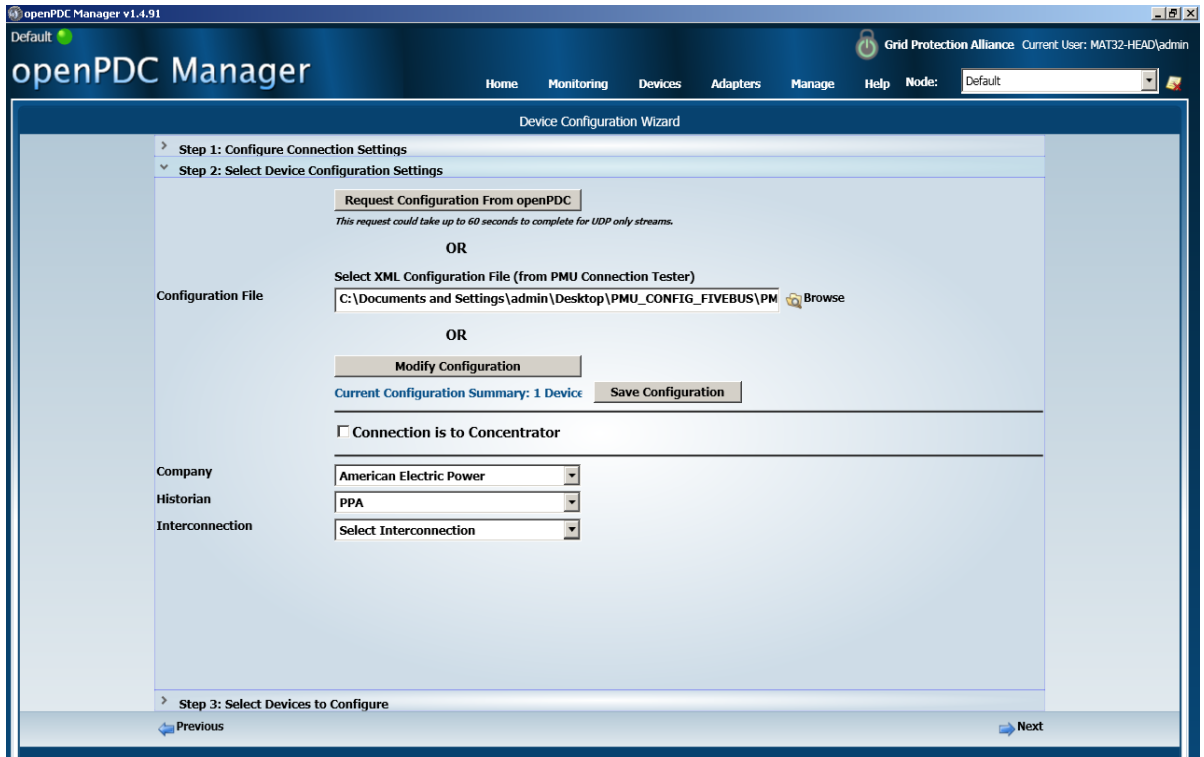 openPDC Manager v1.4.91
Default
Grid Protection Alliance Current User: MAT32-HEAD\admin
openPDC Manager
Home Monitoring Devices Adapters Manage Help Node: Default
Device Configuration Wizard
Step 1: Configure Connection Settings
Step 2: Select Device Configuration Settings
Request Configuration From openPDC
This request could take up to 60 seconds to complete for UDP only streams.
OR
Select XML Configuration File (from PMU Connection Tester)
Configuration File C:\Documents and Settings\admin\Desktop\PMU_CONFIG_FIVEBUS\PM Browse
OR
Modify Configuration
Current Configuration Summary: 1 Device Save Configuration
Connection is to Concentrator
Company American Electric Power
Historian PPA
Interconnection Select Interconnection
Step 3: Select Devices to Configure
Previous Next